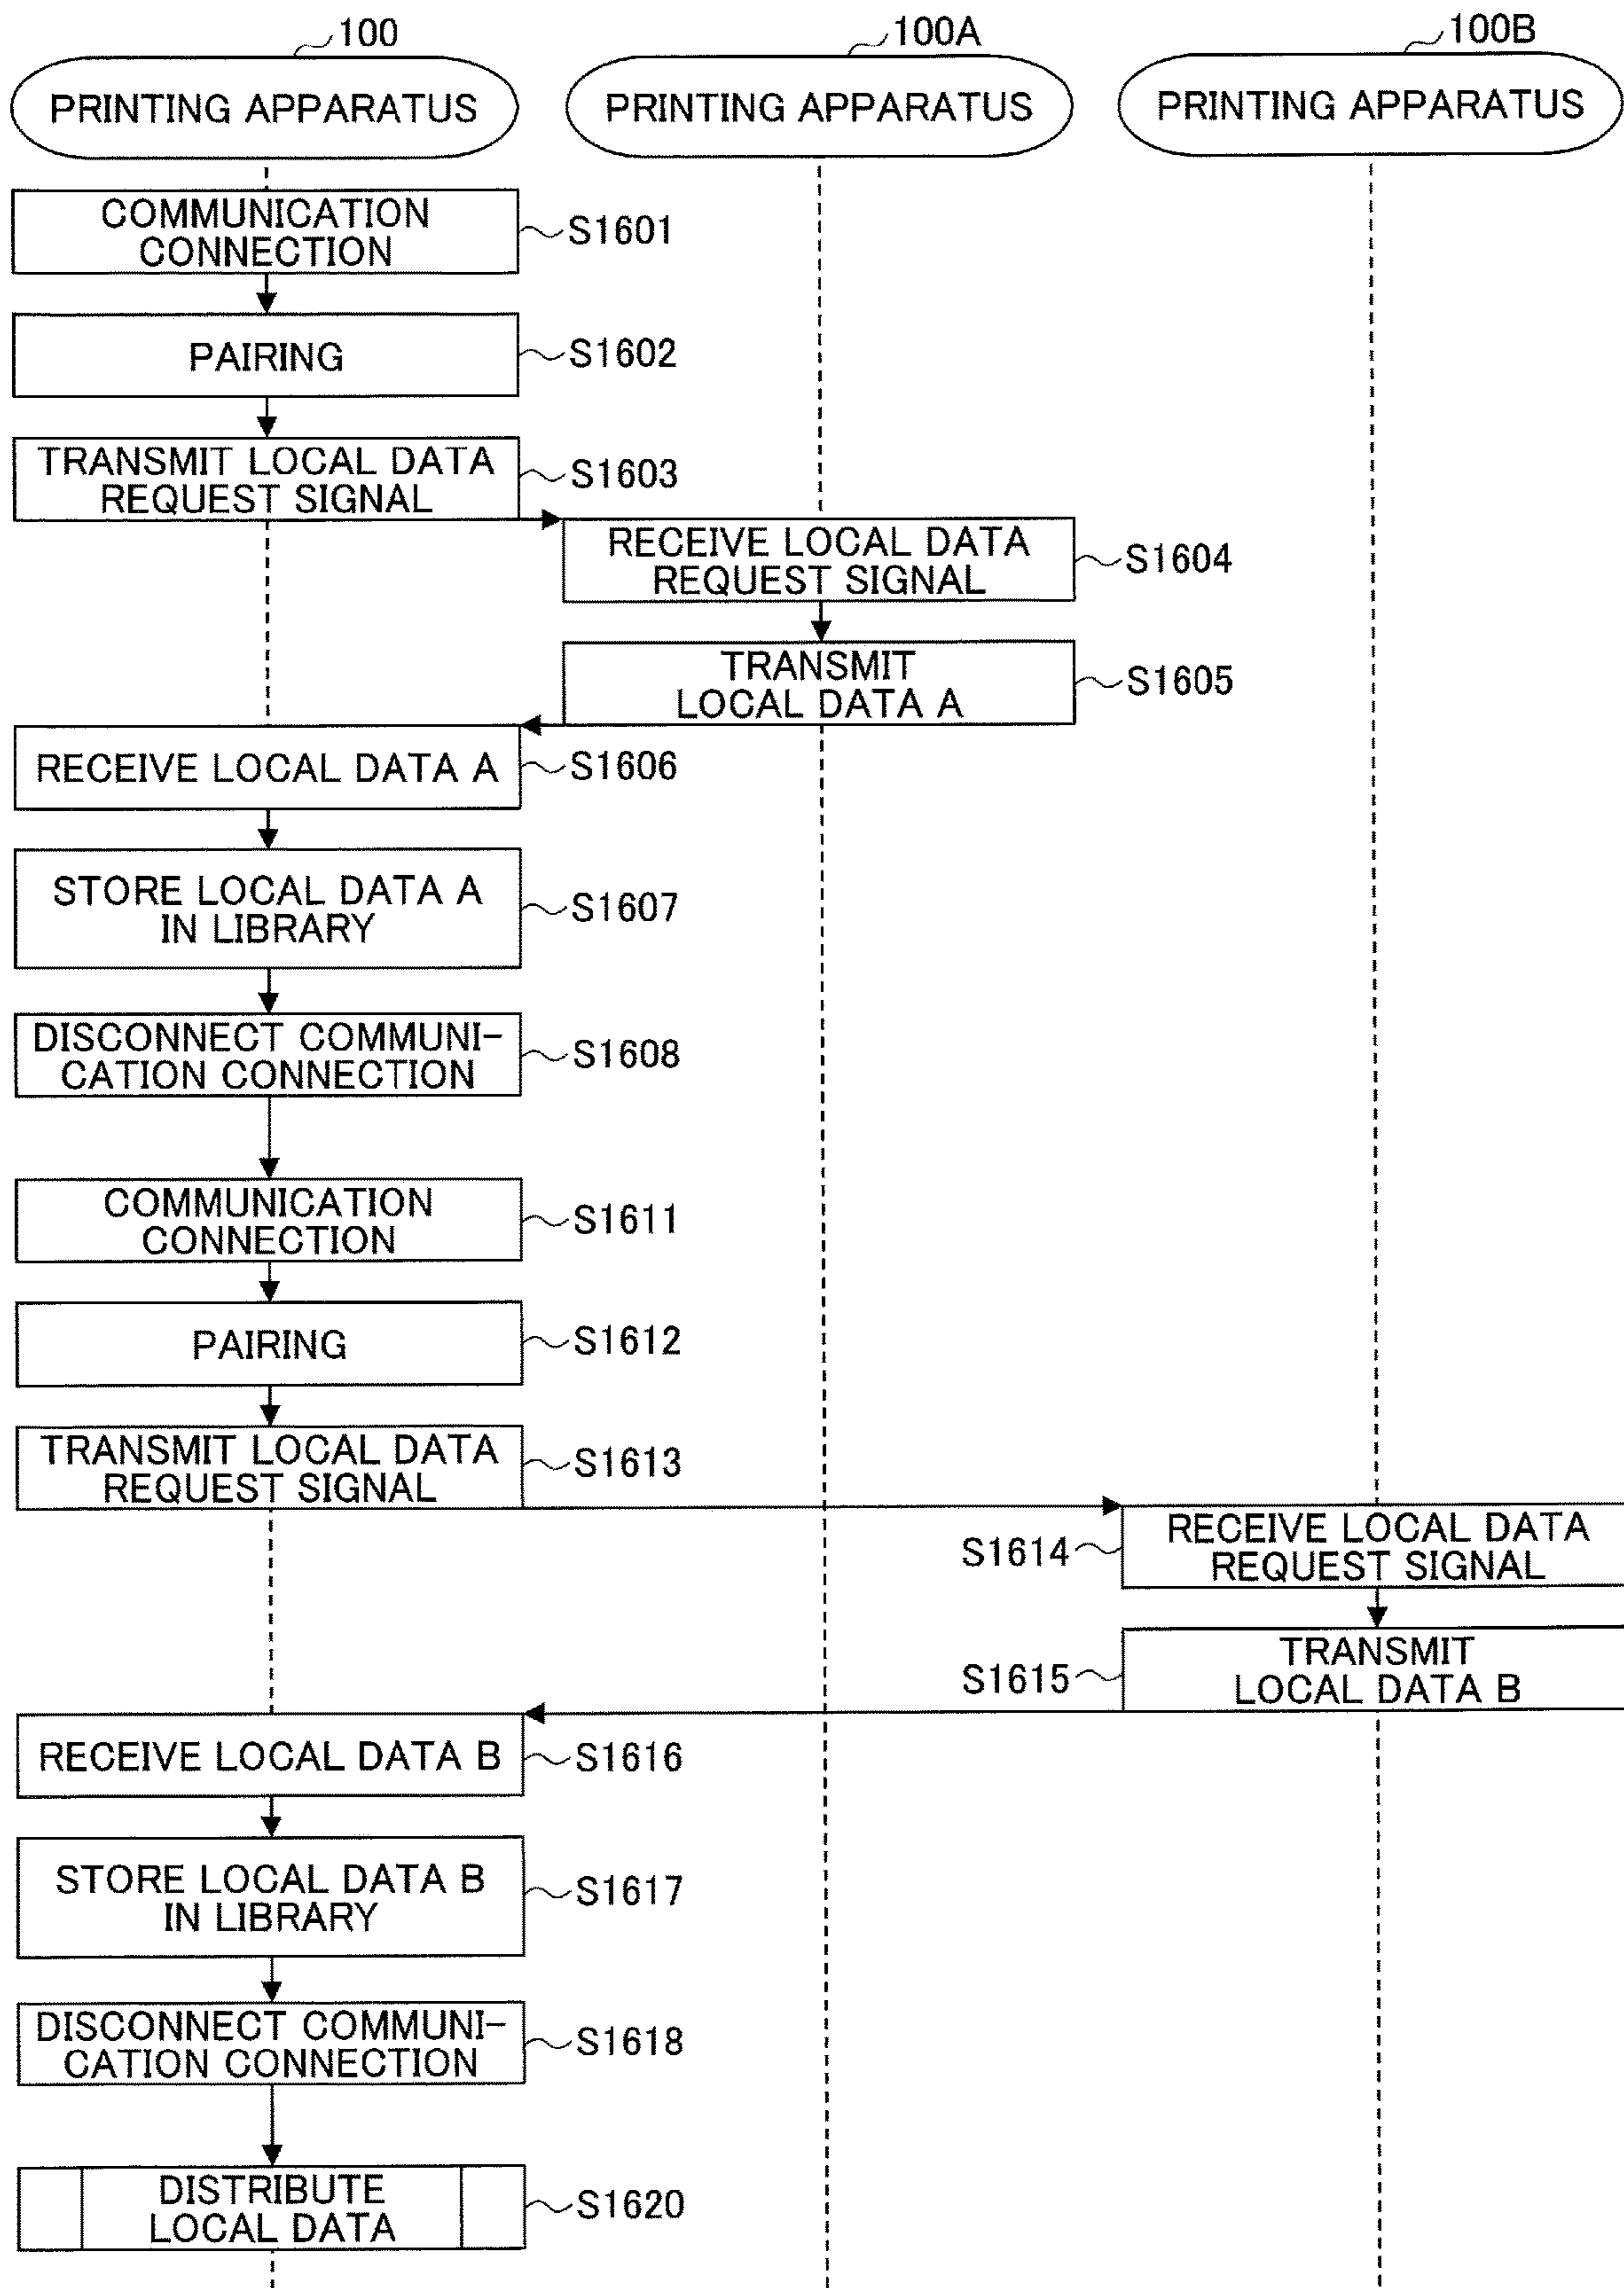 100
100A
100B
PRINTING APPARATUS
PRINTING APPARATUS
PRINTING APPARATUS
COMMUNICATION
CONNECTION
S1601
PAIRING
S1602
TRANSMIT LOCAL DATA
REQUEST SIGNAL
S1603
RECEIVE LOCAL DATA
REQUEST SIGNAL
S1604
TRANSMIT
LOCAL DATA A
S1605
RECEIVE LOCAL DATA A
S1606
STORE LOCAL DATA A
IN LIBRARY
S1607
DISCONNECT COMMUNI-
CATION CONNECTION
S1608
COMMUNICATION
CONNECTION
S1611
PAIRING
S1612
TRANSMIT LOCAL DATA
REQUEST SIGNAL
S1613
S1614
RECEIVE LOCAL DATA
REQUEST SIGNAL
S1615
TRANSMIT
LOCAL DATA B
RECEIVE LOCAL DATA B
S1616
STORE LOCAL DATA B
IN LIBRARY
S1617
DISCONNECT COMMUNI-
CATION CONNECTION
S1618
DISTRIBUTE
LOCAL DATA
S1620